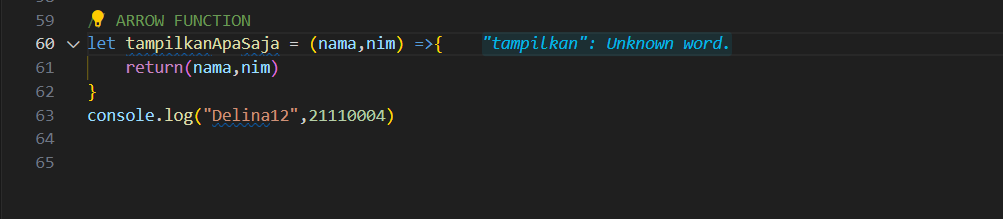 59 // ARROW FUNCTION
60 let tampilkanApaSaja = (nama,nim) =>{ "tampilkan": Unknown word.
61 return(nama,nim)
62 }
63 console.log("Delina12",21110004)
64
65